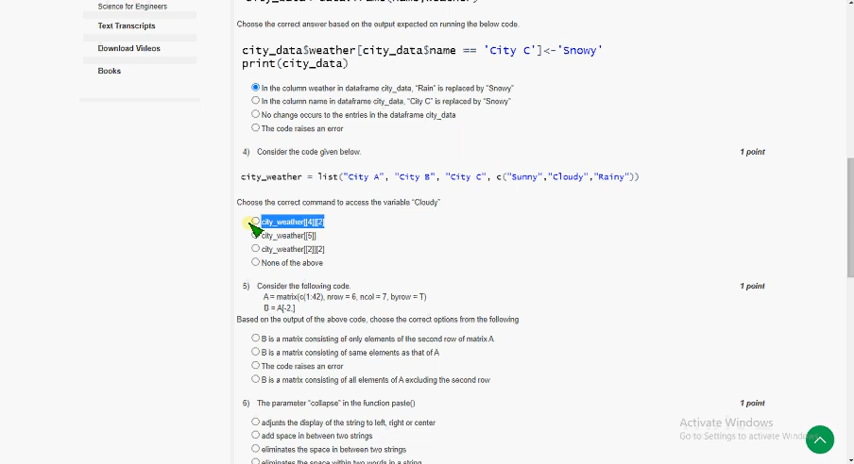 Science for Engineers
Text Transcripts
Download Videos
Books
Choose the correct answer based on the output expected on running the below code.
city_data$weather[city_data$name == 'City C']<-'Snowy'
print(city_data)
In the column weather in dataframe city_data, "Rain" is replaced by "Snowy"
In the column name in dataframe city_data, "City C" is replaced by "Snowy"
No change occurs to the entries in the dataframe city_data
The code raises an error
4) Consider the code given below. 1 point
city_weather = list("City A", "City B", "City C", c("Sunny","Cloudy","Rainy"))
Choose the correct command to access the variable "Cloudy"
city_weather[[4]][2]
city_weather[[5]]
city_weather[[2]][2]
None of the above
5) Consider the following code. 1 point
A = matrix(c(1:42), nrow = 6, ncol = 7, byrow = T)
B = A[-2,]
Based on the output of the above code, choose the correct options from the following
B is a matrix consisting of only elements of the second row of matrix A
B is a matrix consisting of same elements as that of A
The code raises an error
B is a matrix consisting of all elements of A excluding the second row
6) The parameter "collapse" in the function paste() 1 point
adjusts the display of the string to left, right or center
add space in between two strings
eliminates the space in between two strings
eliminates the space within two words in a string
Activate Windows
Go to Settings to activate Windows